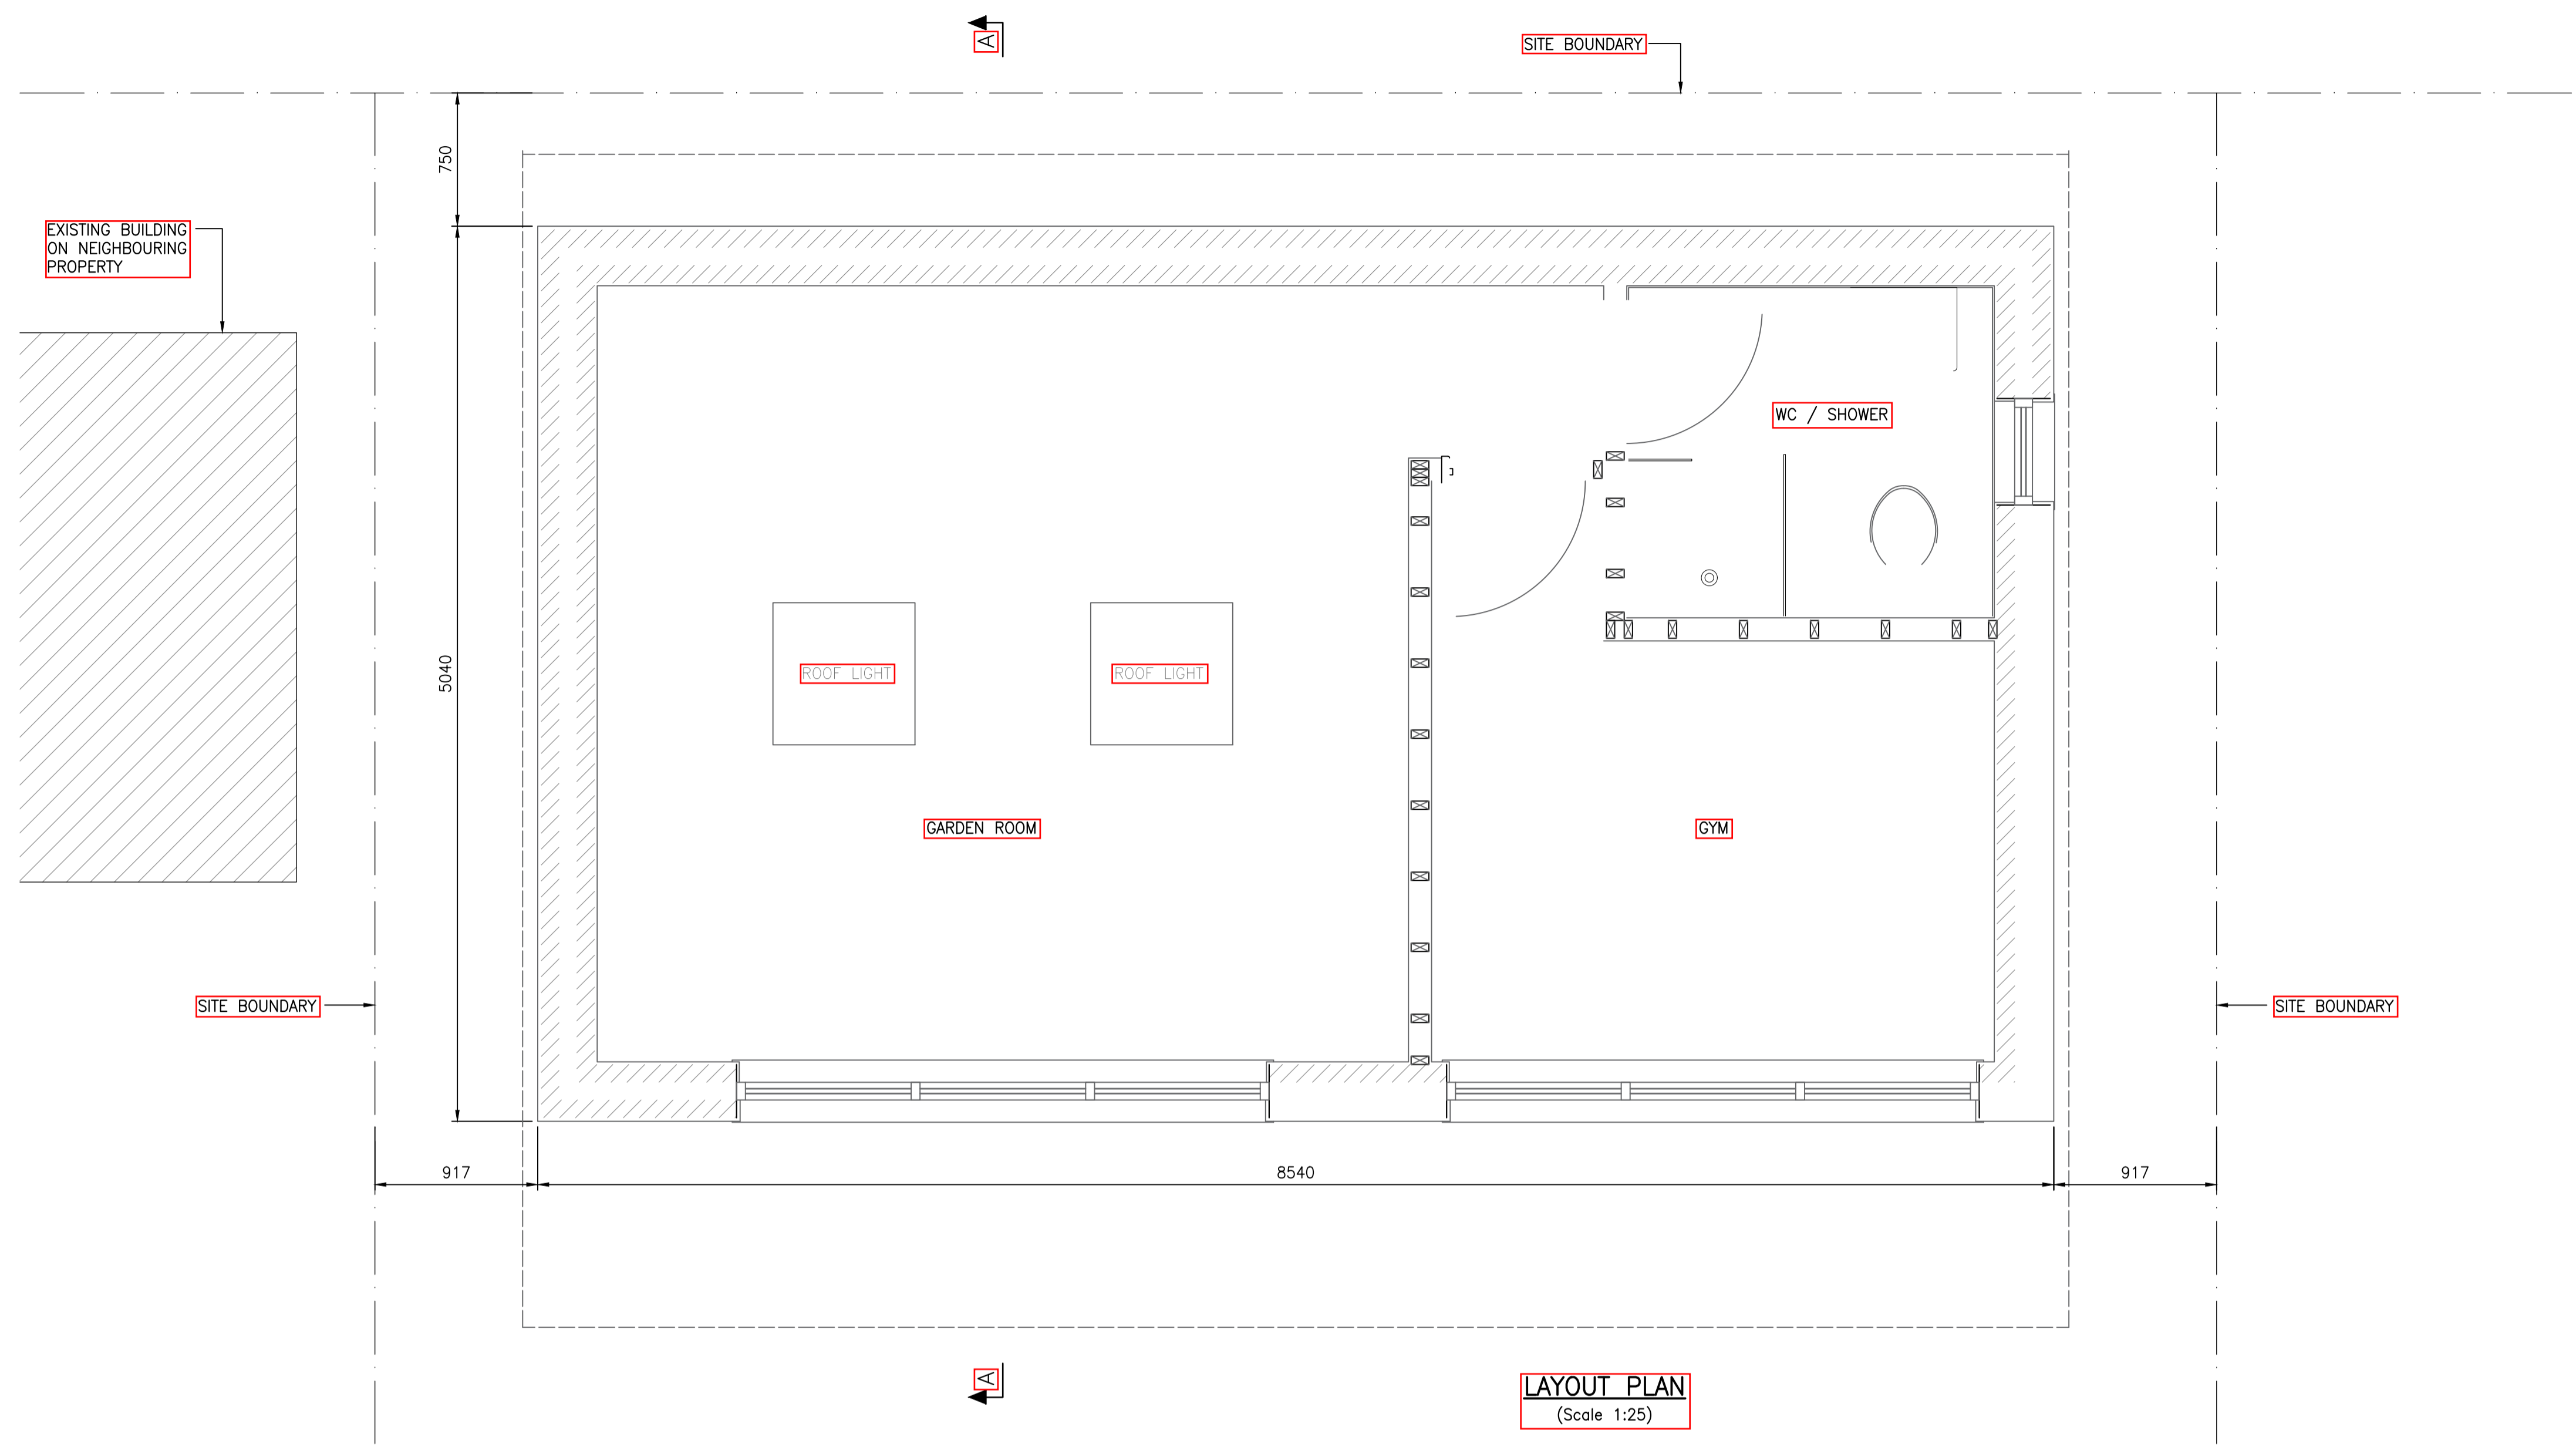 A
SITE BOUNDARY
750
EXISTING BUILDING
ON NEIGHBOURING
PROPERTY
WC / SHOWER
5040
ROOF LIGHT
ROOF LIGHT
GARDEN ROOM
GYM
SITE BOUNDARY
SITE BOUNDARY
917
8540
917
A
LAYOUT PLAN
(Scale 1:25)